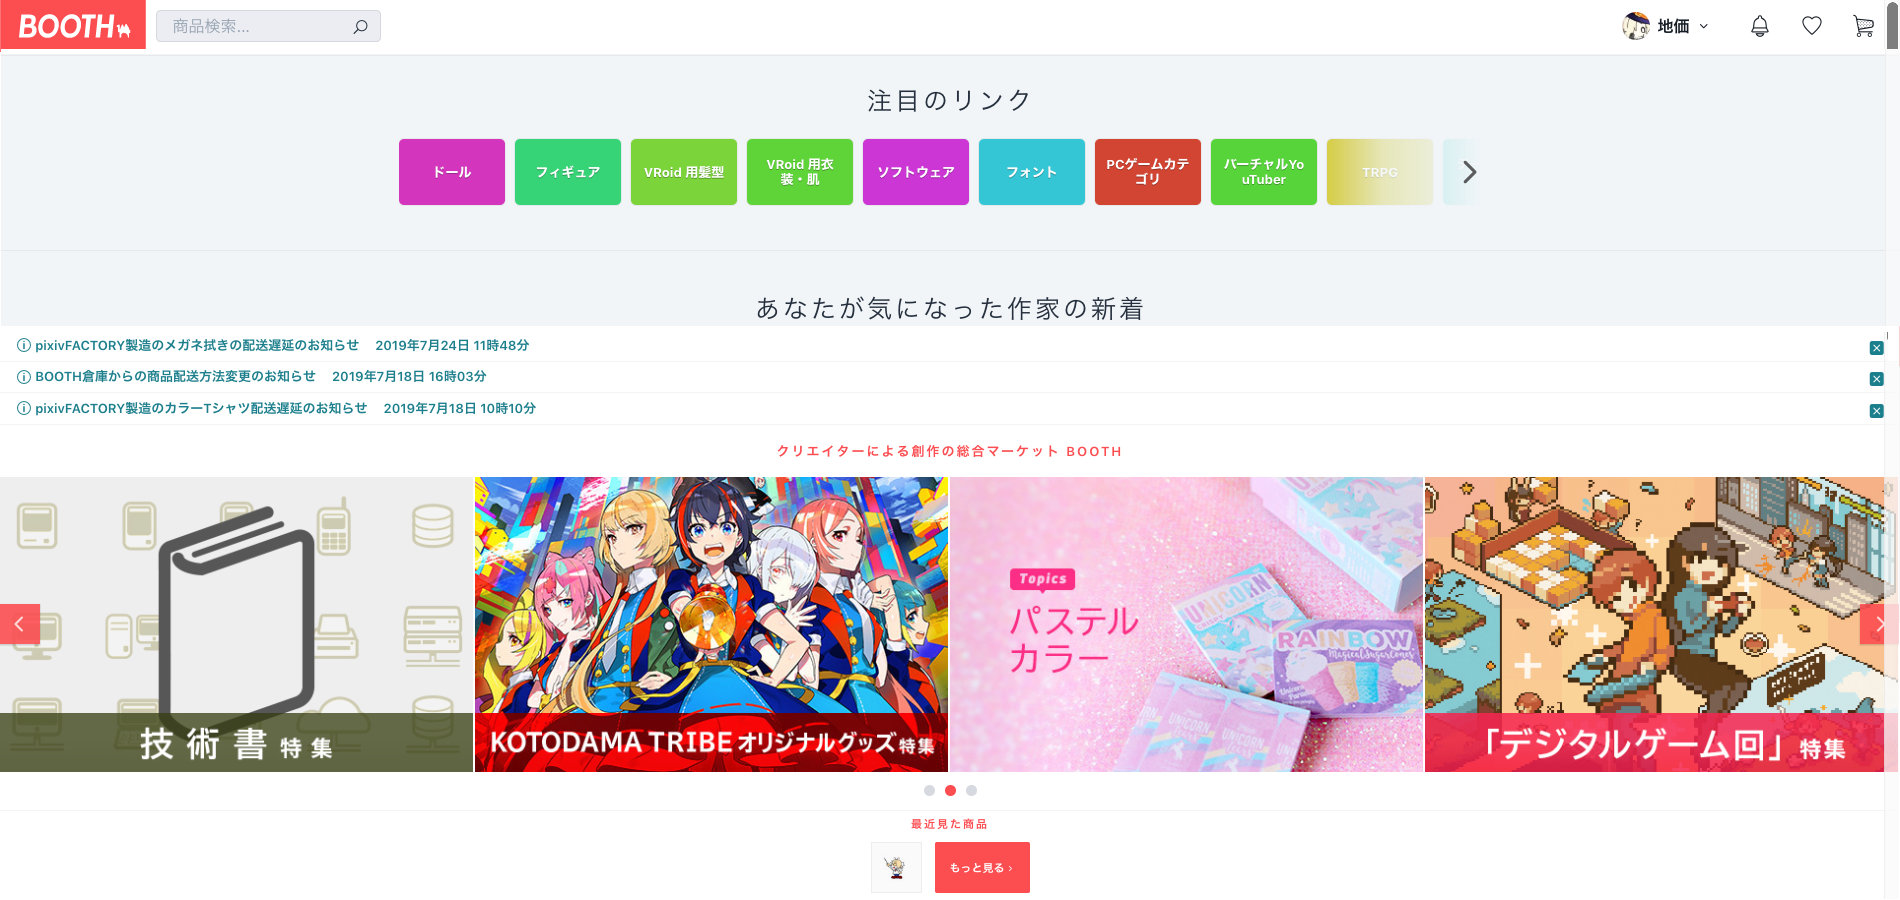 BOOTH
商品検索...
地価
注目のリンク
ドール
フィギュア
VRoid 用髪型
VRoid 用衣
装・肌
ソフトウェア
フォント
PCゲームカテ
ゴリ
バーチャルYo
uTuber
TRPG
あなたが気になった作家の新着
pixivFACTORY製造のメガネ拭きの配送遅延のお知らせ 2019年7月24日 11時48分
BOOTH倉庫からの商品配送方法変更のお知らせ 2019年7月18日 16時03分
pixivFACTORY製造のカラーTシャツ配送遅延のお知らせ 2019年7月18日 10時10分
クリエイターによる創作の総合マーケット BOOTH
技術書特集
KOTODAMA TRIBE オリジナルグッズ特集
Topics
パステル
カラー
UNICORN
RAINBOW
「デジタルゲーム回」特集
最近見た商品
もっと見る ›